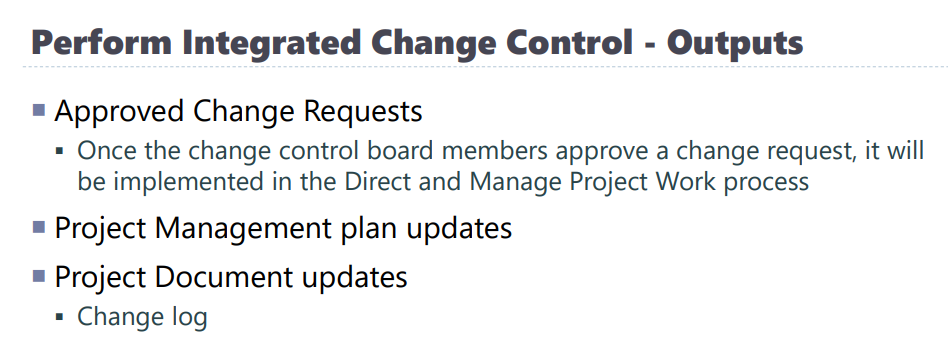 Perform Integrated Change Control - Outputs
Approved Change Requests
Once the change control board members approve a change request, it will
be implemented in the Direct and Manage Project Work process
Project Management plan updates
Project Document updates
Change log